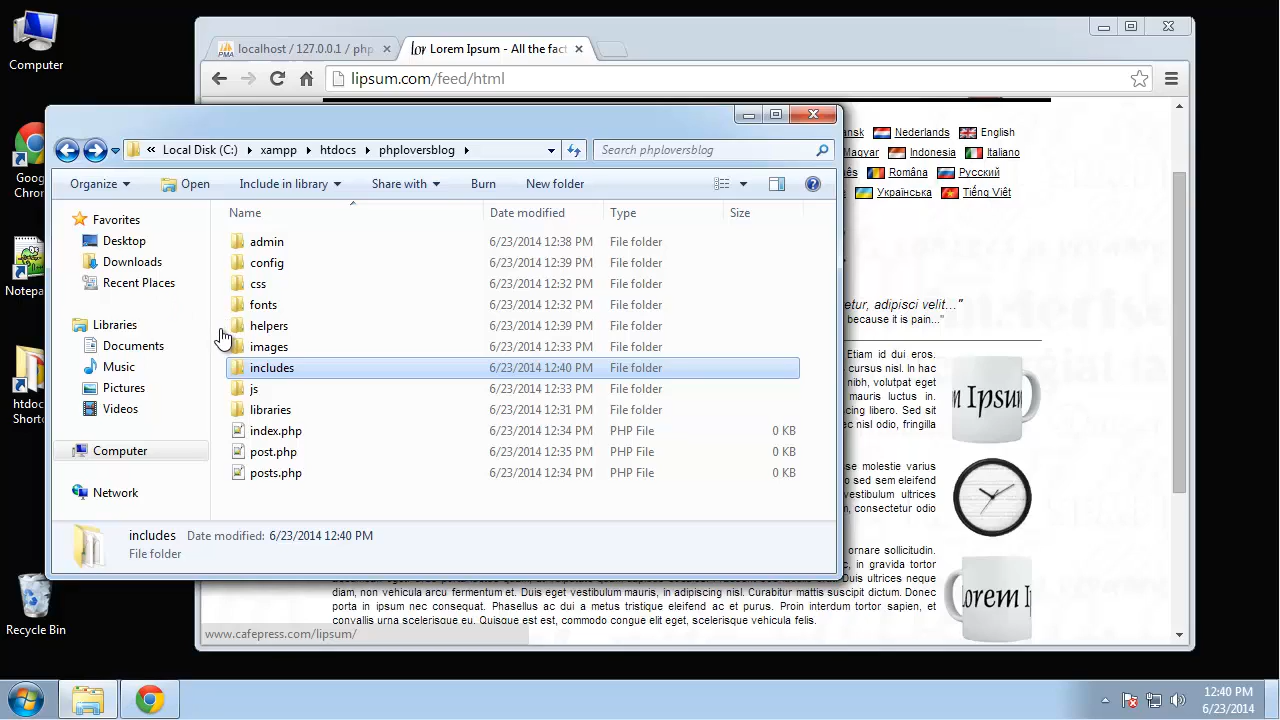 Computer
Google Chrome
Recycle Bin
localhost / 127.0.0.1 / php
lor Lorem Ipsum - All the fact
lipsum.com/feed/html
Local Disk (C:) xampp htdocs phploversblog
Search phploversblog
Organize Open Include in library Share with Burn New folder
Favorites
Desktop
Downloads
Recent Places
Libraries
Documents
Music
Pictures
Videos
Computer
Network
Name Date modified Type Size
admin 6/23/2014 12:38 PM File folder
config 6/23/2014 12:39 PM File folder
css 6/23/2014 12:32 PM File folder
fonts 6/23/2014 12:32 PM File folder
helpers 6/23/2014 12:39 PM File folder
images 6/23/2014 12:33 PM File folder
includes 6/23/2014 12:40 PM File folder
js 6/23/2014 12:33 PM File folder
libraries 6/23/2014 12:31 PM File folder
index.php 6/23/2014 12:34 PM PHP File 0 KB
post.php 6/23/2014 12:35 PM PHP File 0 KB
posts.php 6/23/2014 12:34 PM PHP File 0 KB
includes Date modified: 6/23/2014 12:40 PM
File folder
Nederlands English
Magyar Indonesia Italiano
Româna Русский
Українська Tiếng Việt
etur, adipisci velit..."
because it is pain..."
Etiam id dui eros.
cursus nisl. In hac
nibh, volutpat eget
mauris luctus in.
iscing libero. Sed sit
nec nisl odio, fringilla
se molestie varius
o sed sem eleifend
vestibulum ultrices
n, consectetur odio
ornare sollicitudin.
, in gravida tortor
diam, non vehicula arcu fermentum et. Duis eget vestibulum mauris, in adipiscing nisl. Curabitur mattis suscipit dictum. Donec
porta in ipsum nec consequat. Phasellus ac dui a metus tristique eleifend ac at purus. Proin interdum tortor sapien, et
convallis urna scelerisque eu. Quisque est est, commodo congue elit eget, scelerisque vehicula felis.
Lorem I
www.cafepress.com/lipsum/
12:40 PM
6/23/2014